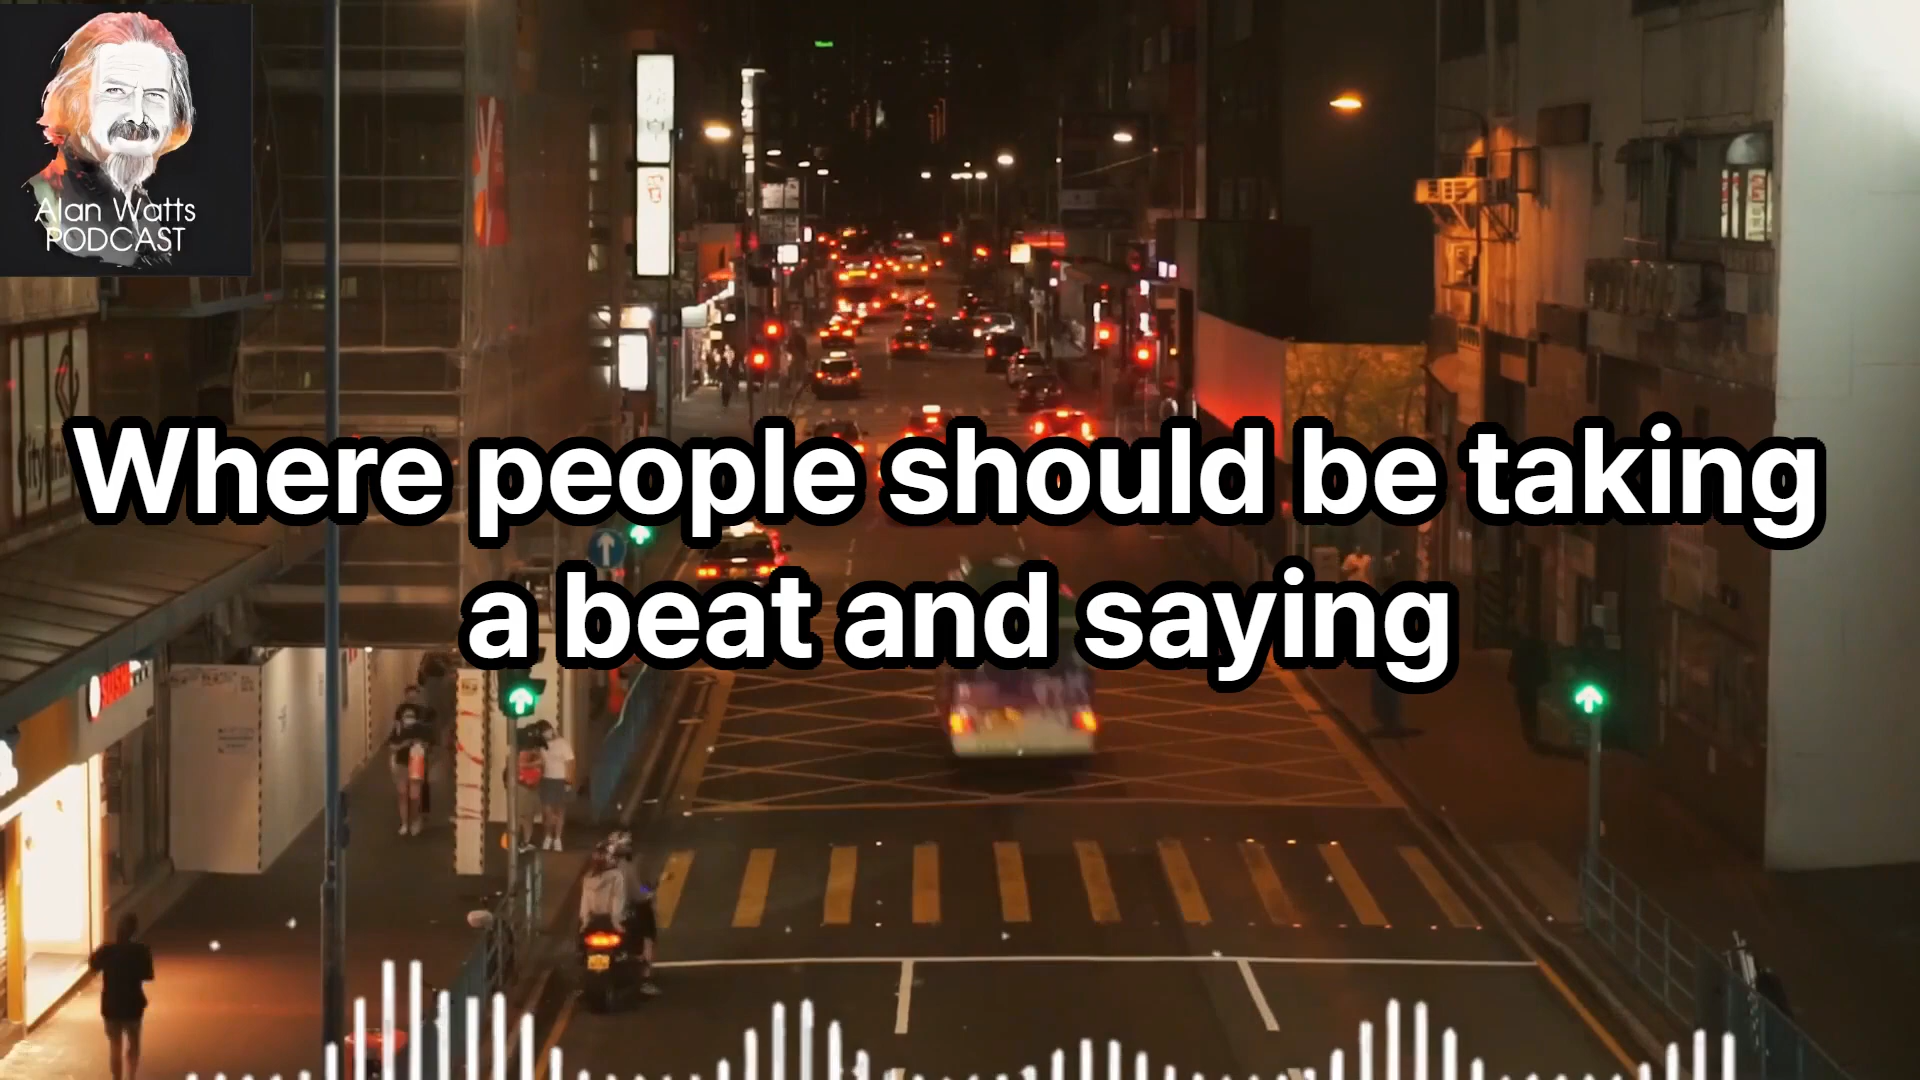 Alan Watts
PODCAST
Where people should be taking
a beat and saying